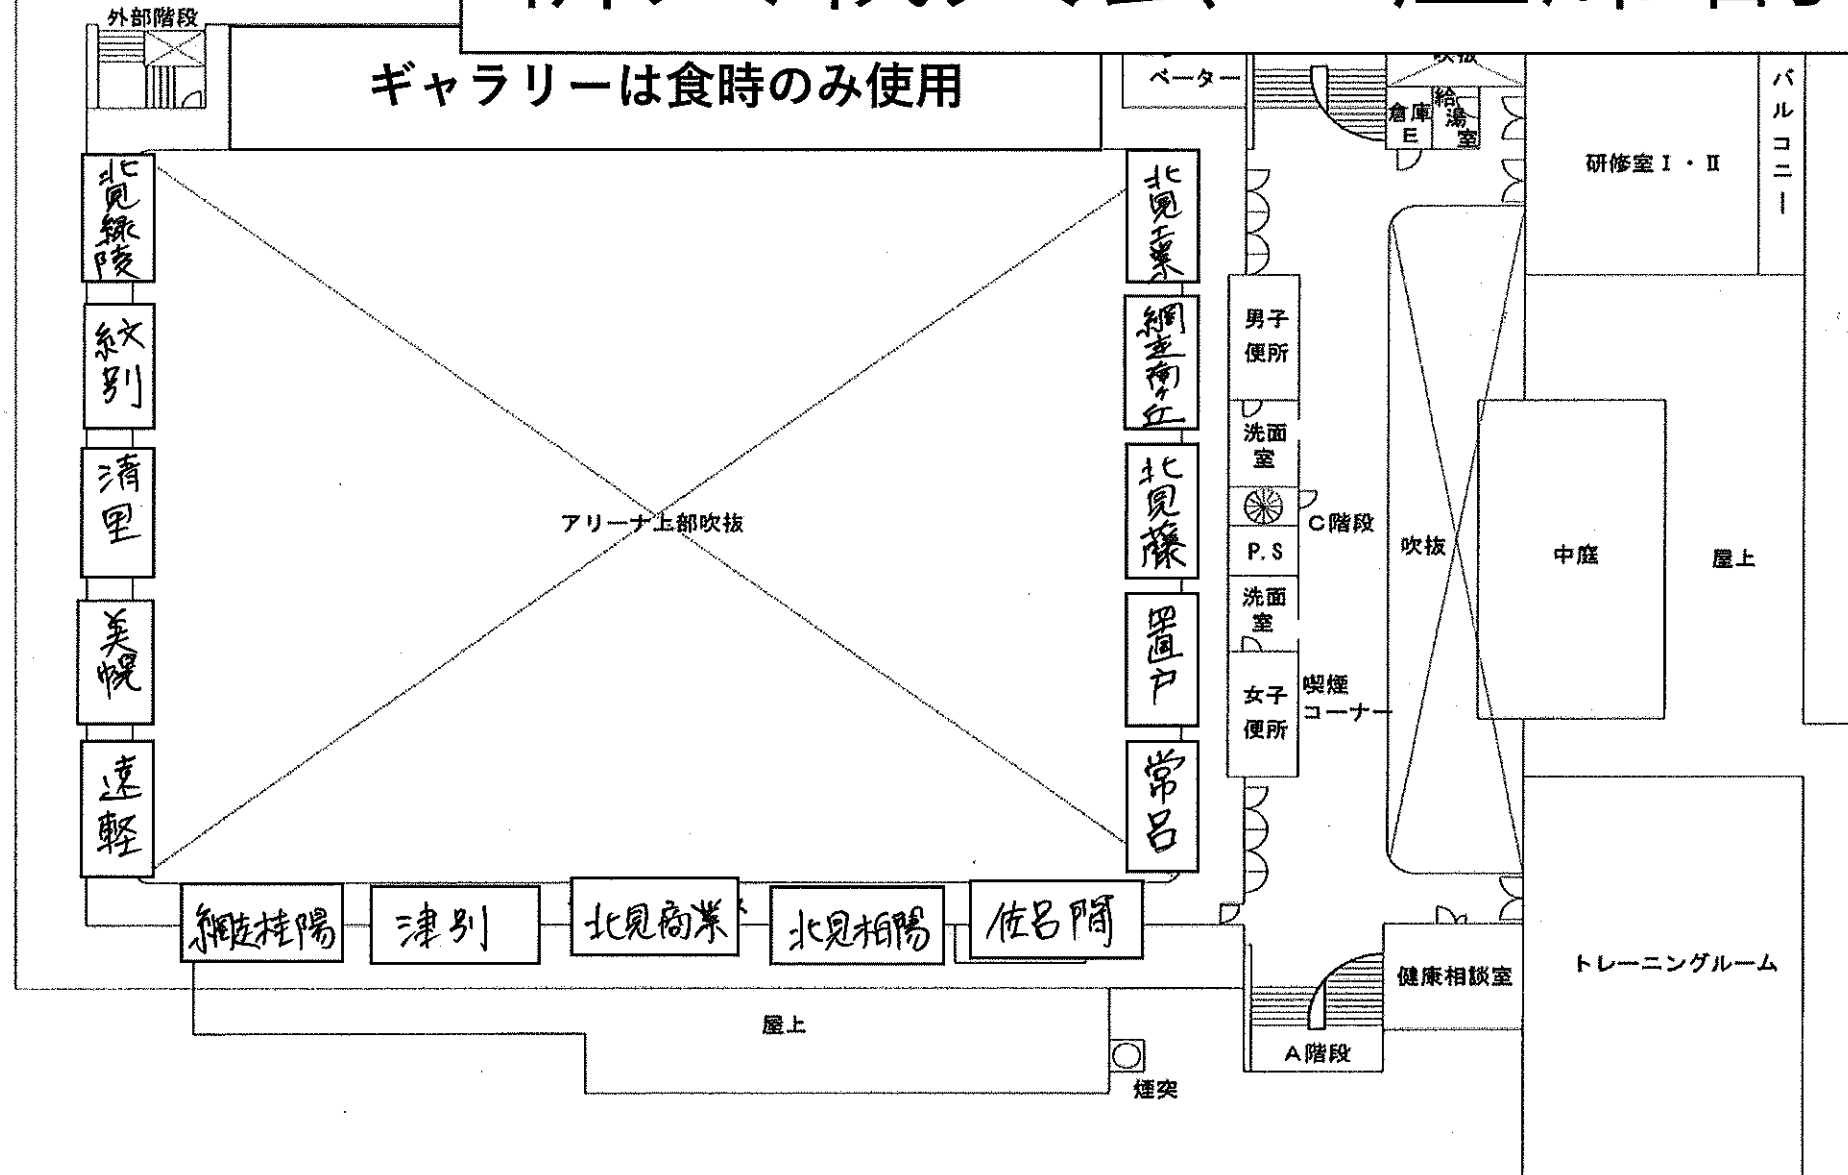 外部階段
ギャラリーは食時のみ使用
ベーター
吹抜
倉庫
E
給
湯
室
バルコニー
研修室Ⅰ・Ⅱ
北見緑陵
紋別
清里
美幌
遠軽
アリーナ上部吹抜
北見工業
網走南ケ丘
北見藤
置戸
常呂
男子
便所
洗面
室
C階段
P.S
洗面
室
女子
便所
喫煙
コーナー
吹抜
中庭
屋上
網走桂陽
津別
北見商業
北見柏陽
佐呂間
健康相談室
トレーニングルーム
A階段
屋上
煙突